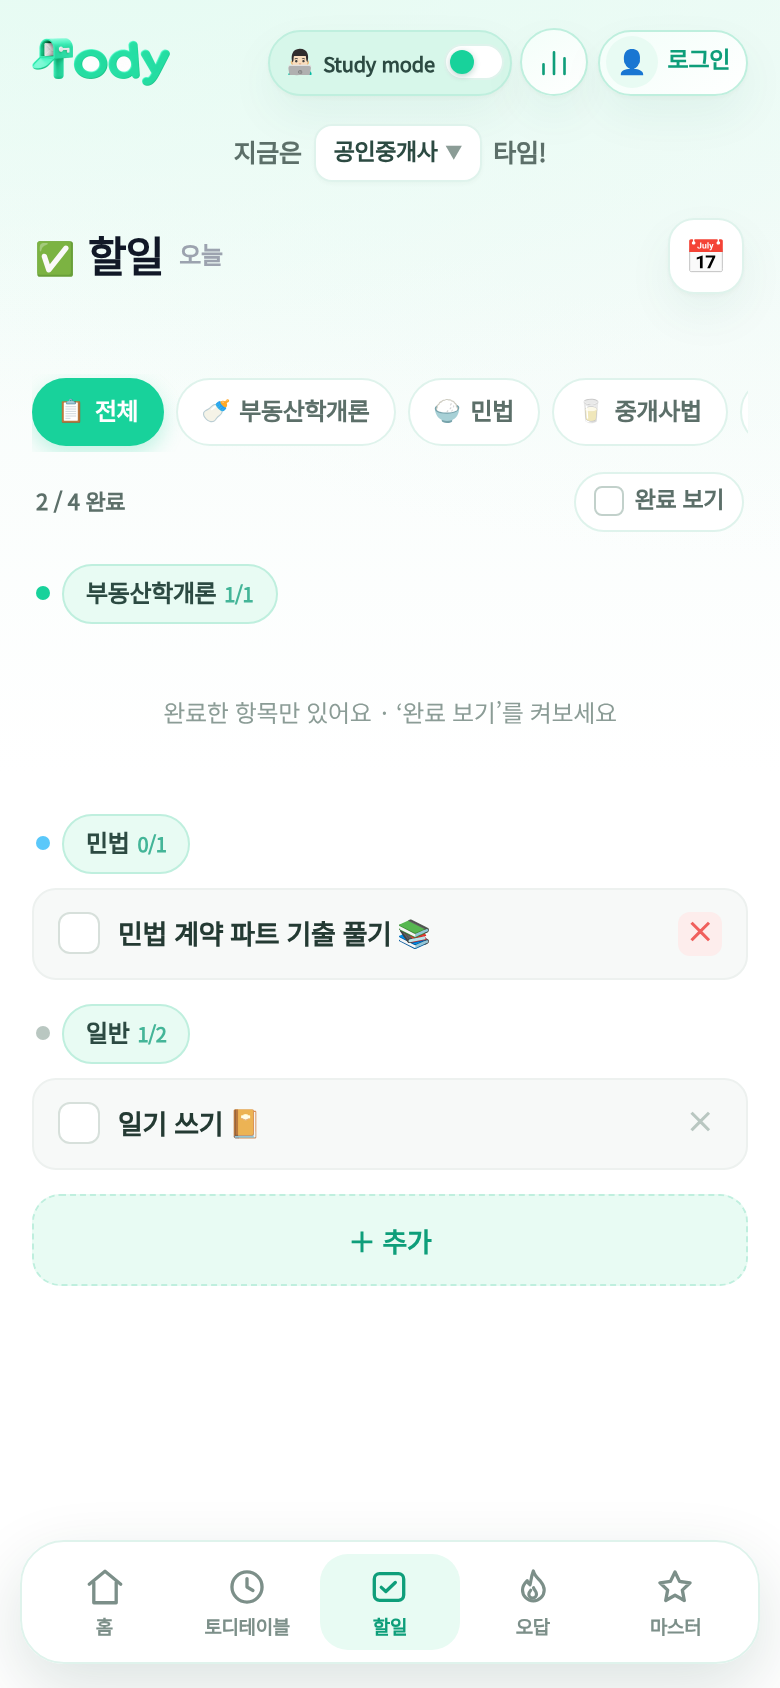 Tody
Study mode
로그인
지금은 공인중개사 ▼ 타임!
할일 오늘
July
17
전체 부동산학개론 민법 중개사법
2 / 4 완료
완료 보기
부동산학개론 1/1
완료한 항목만 있어요 · ‘완료 보기’를 켜보세요
민법 0/1
민법 계약 파트 기출 풀기
일반 1/2
일기 쓰기
+ 추가
홈 토디테이블 할일 오답 마스터